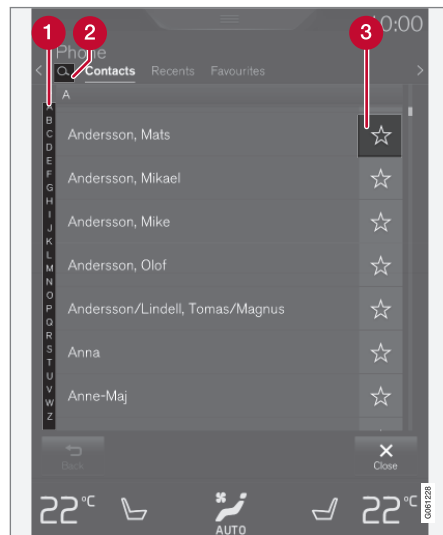 :00
Phone
1
2
3
Contacts Recents Favourites
A
A
B
C
D
E
F
G
H
I
J
K
L
M
N
O
P
Q
R
S
T
U
V
W
Z
Andersson, Mats
Andersson, Mikael
Andersson, Mike
Andersson, Olof
Andersson/Lindell, Tomas/Magnus
Anna
Anne-Maj
Back
Close
22°C
AUTO
22°C
G061228